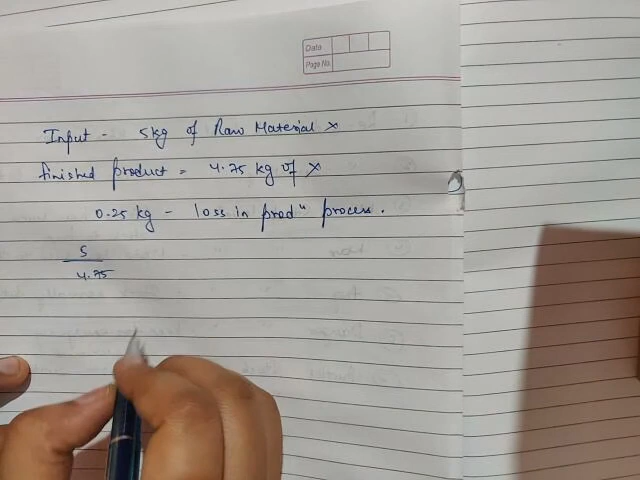 Date
Page No.
Input - 5kg of Raw Material X
finished product = 4.75 kg of X
0.25 kg - loss in prodⁿ process.
5
4.75